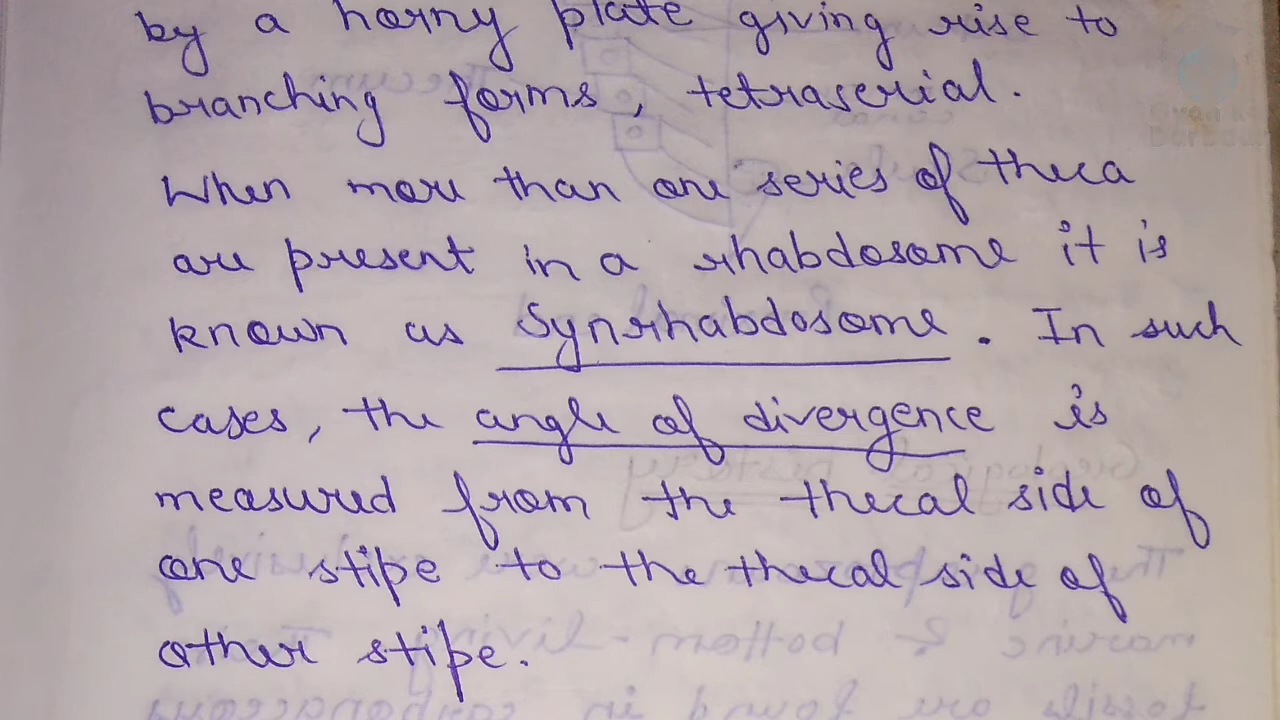 by a horny plate giving rise to
branching forms, tetraserial.
When more than one series of theca
are present in a rhabdosome it is
known as Synrhabdosome. In such
cases, the angle of divergence is
measured from the thecal side of
one stipe to the thecal side of
other stipe.